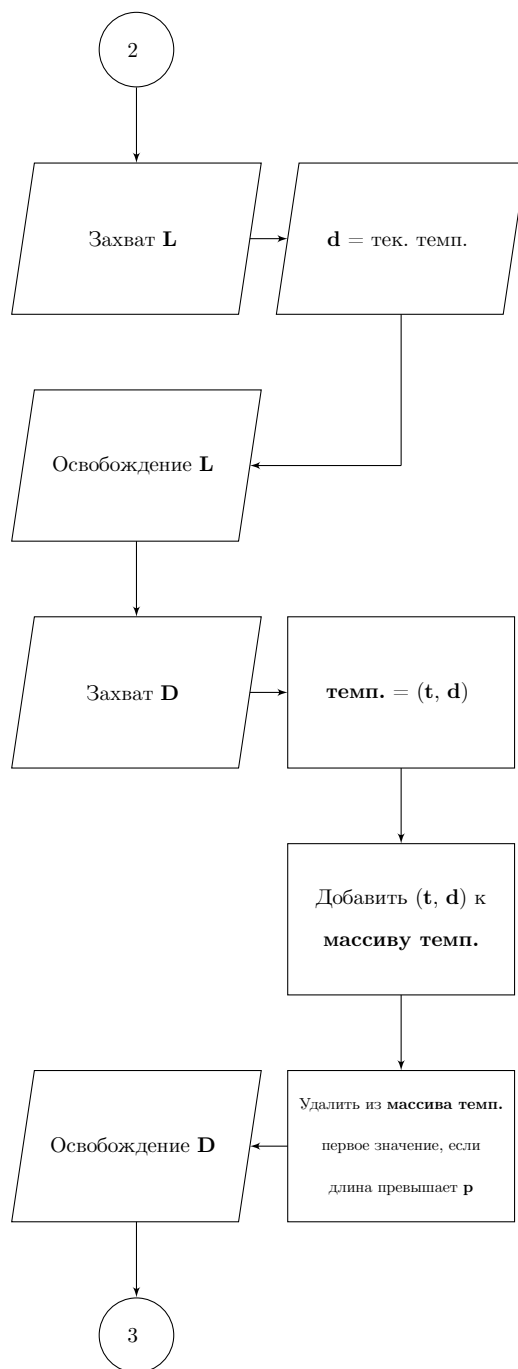 2
Захват L
d = тек. темп.
Освобождение L
Захват D
темп. = (t, d)
Добавить (t, d) к
массиву темп.
Удалить из массива темп.
первое значение, если
длина превышает p
Освобождение D
3